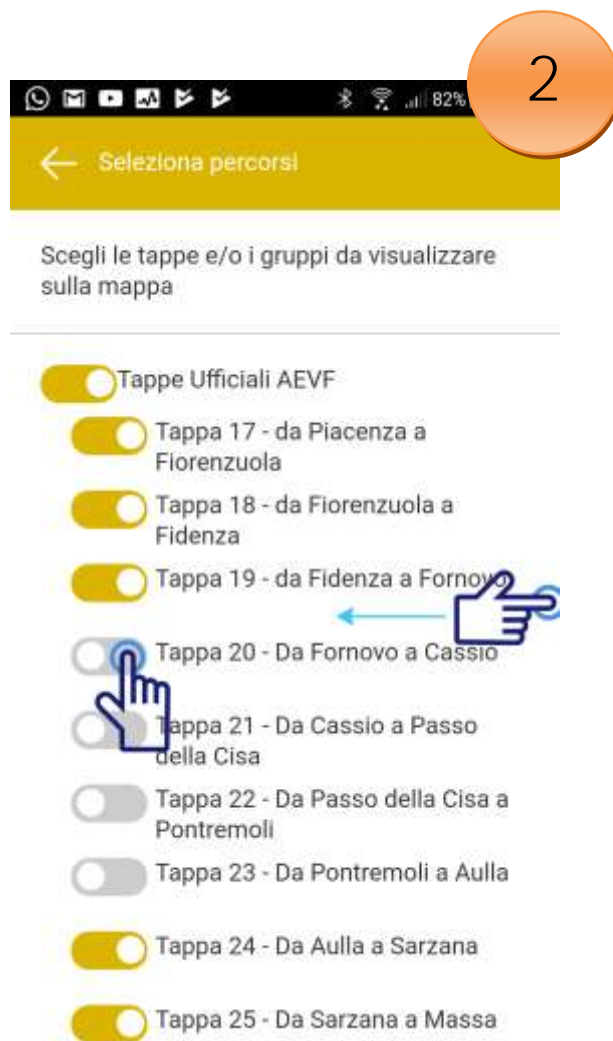 2
82%
Seleziona percorsi
Scegli le tappe e/o i gruppi da visualizzare
sulla mappa
Tappe Ufficiali AEVF
Tappa 17 - da Piacenza a
Fiorenzuola
Tappa 18 - da Fiorenzuola a
Fidenza
Tappa 19 - da Fidenza a Fornovo
Tappa 20 - Da Fornovo a Cassio
Tappa 21 - Da Cassio a Passo
della Cisa
Tappa 22 - Da Passo della Cisa a
Pontremoli
Tappa 23 - Da Pontremoli a Aulla
Tappa 24 - Da Aulla a Sarzana
Tappa 25 - Da Sarzana a Massa